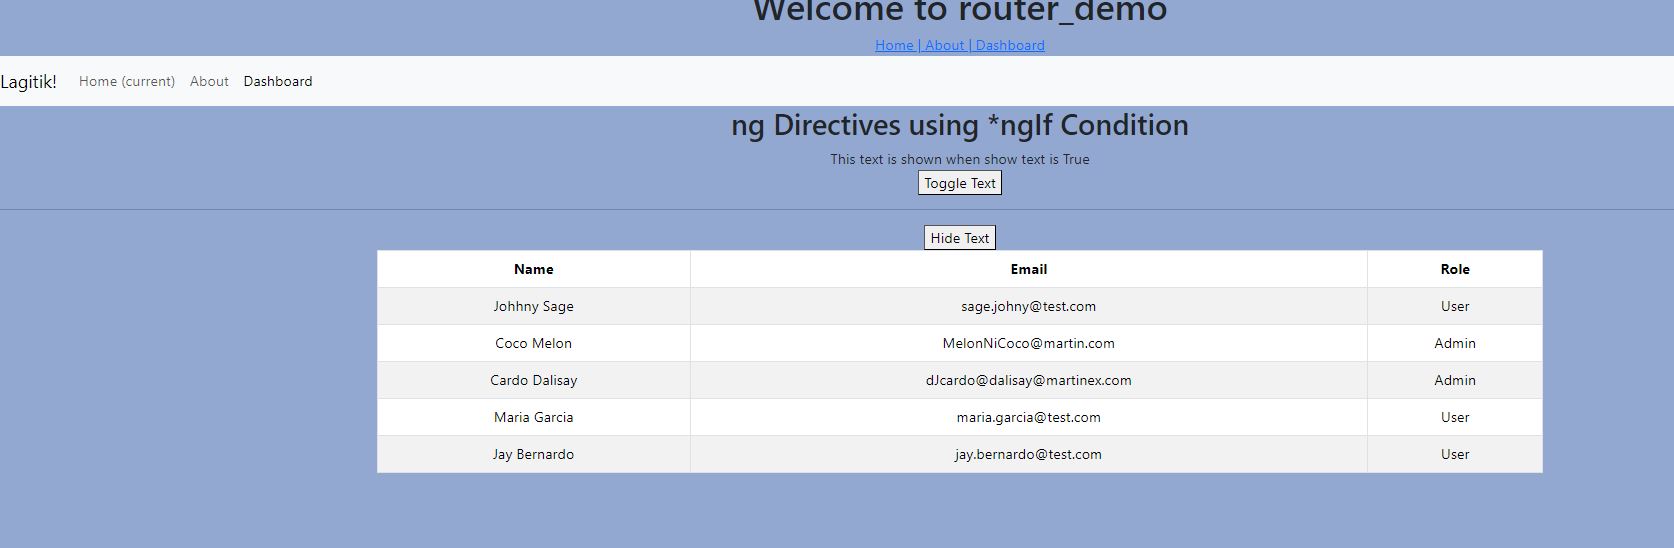 Welcome to router_demo
Home | About | Dashboard
Lagitik! Home (current) About Dashboard
ng Directives using *ngIf Condition
This text is shown when show text is True
Toggle Text
Hide Text
Name Email Role
Johhny Sage sage.johny@test.com User
Coco Melon MelonNiCoco@martin.com Admin
Cardo Dalisay dJcardo@dalisay@martinex.com Admin
Maria Garcia maria.garcia@test.com User
Jay Bernardo jay.bernardo@test.com User